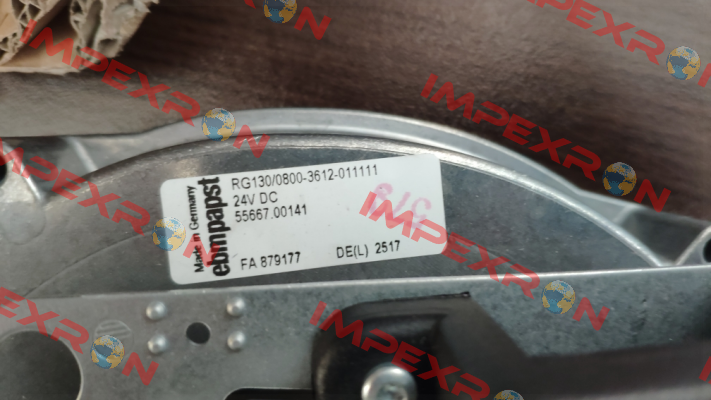 Made in Germany
ebmpapst
RG130/0800-3612-011111
24V DC
55667.00141
FA 879177 DE(L) 2517
IMPEXRON
IMPEXRON
IMPEXRON
IMPEXRON
IMPEXRON
IMPEXRON